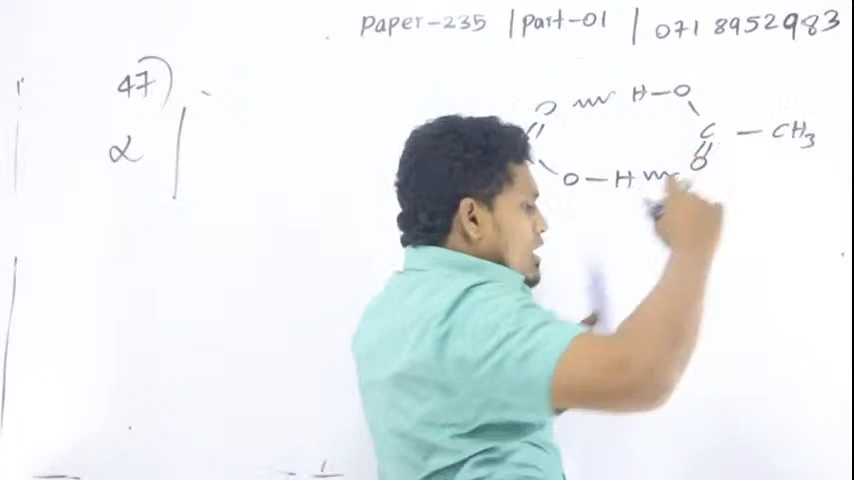 Paper-235 | Part-01 | 071 8952983
47)
α
O H-O
C - CH3
O
O-H